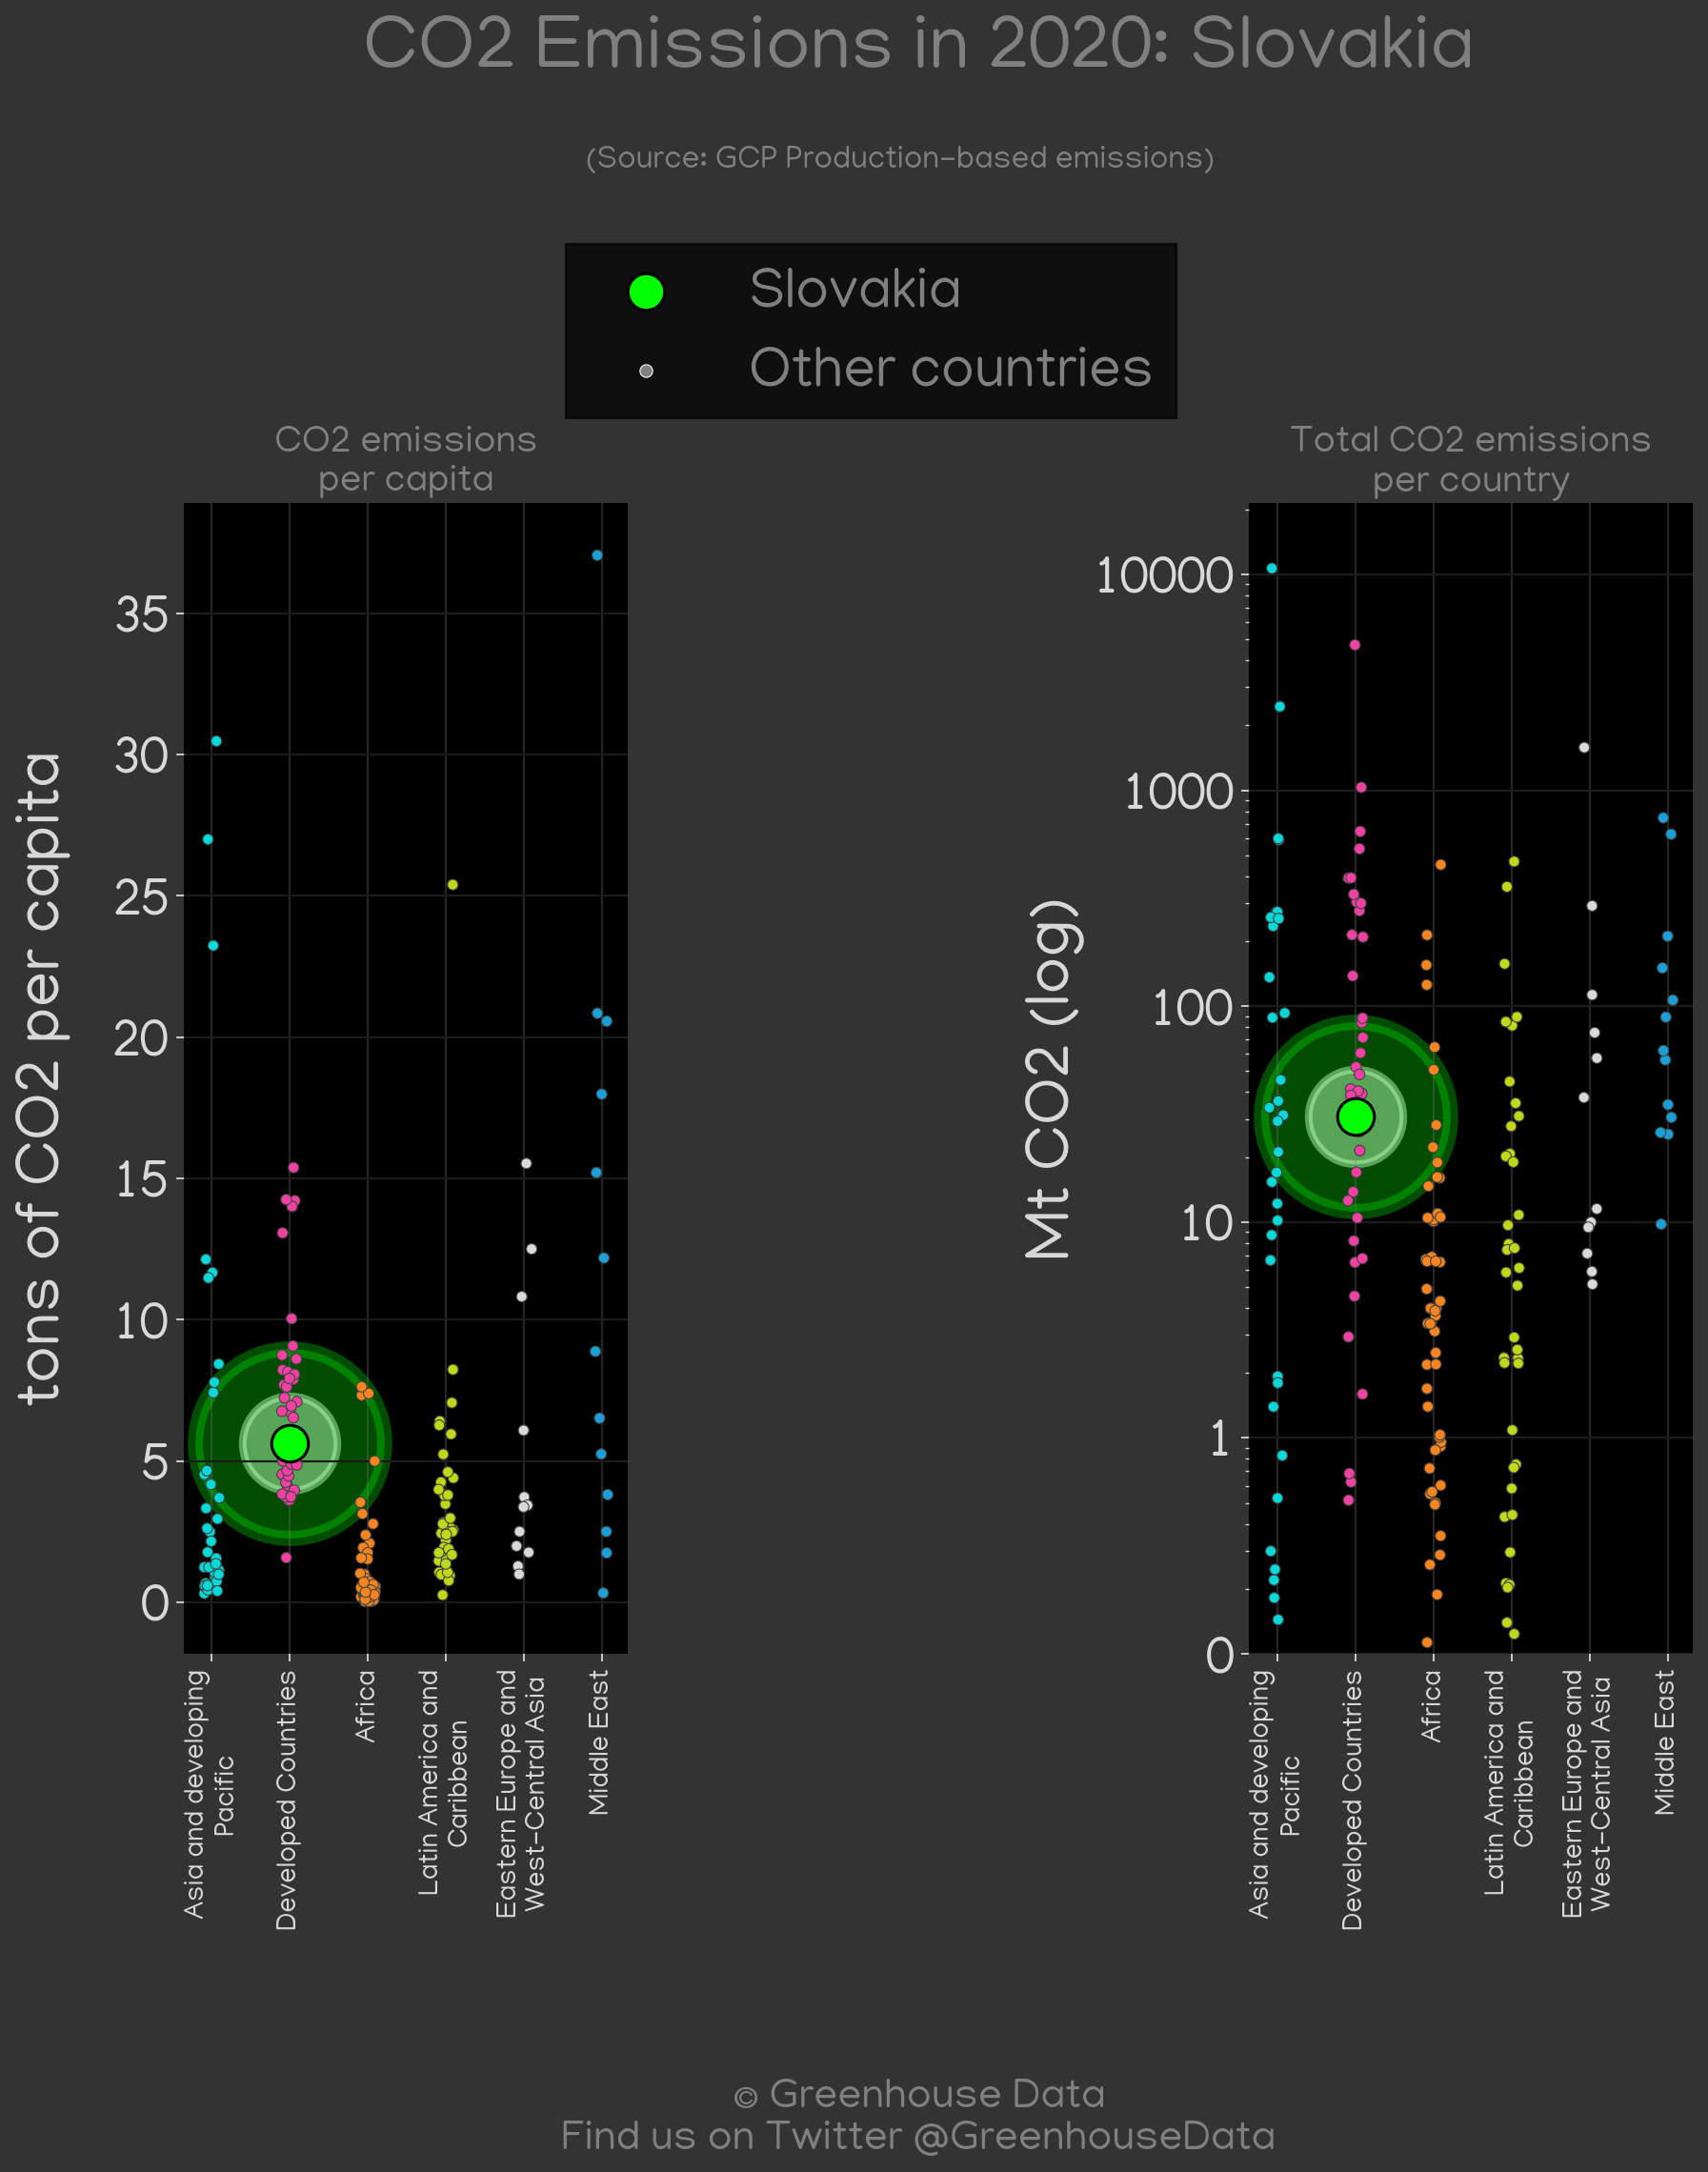 CO2 Emissions in 2020: Slovakia
(Source: GCP Production-based emissions)
Slovakia
Other countries
CO2 emissions
per capita
tons of CO2 per capita
35
30
25
20
15
10
5
0
Asia and developing
Pacific
Developed Countries
Africa
Latin America and
Caribbean
Eastern Europe and
West-Central Asia
Middle East
Total CO2 emissions
per country
Mt CO2 (log)
10000
1000
100
10
1
0
Asia and developing
Pacific
Developed Countries
Africa
Latin America and
Caribbean
Eastern Europe and
West-Central Asia
Middle East
© Greenhouse Data
Find us on Twitter @GreenhouseData